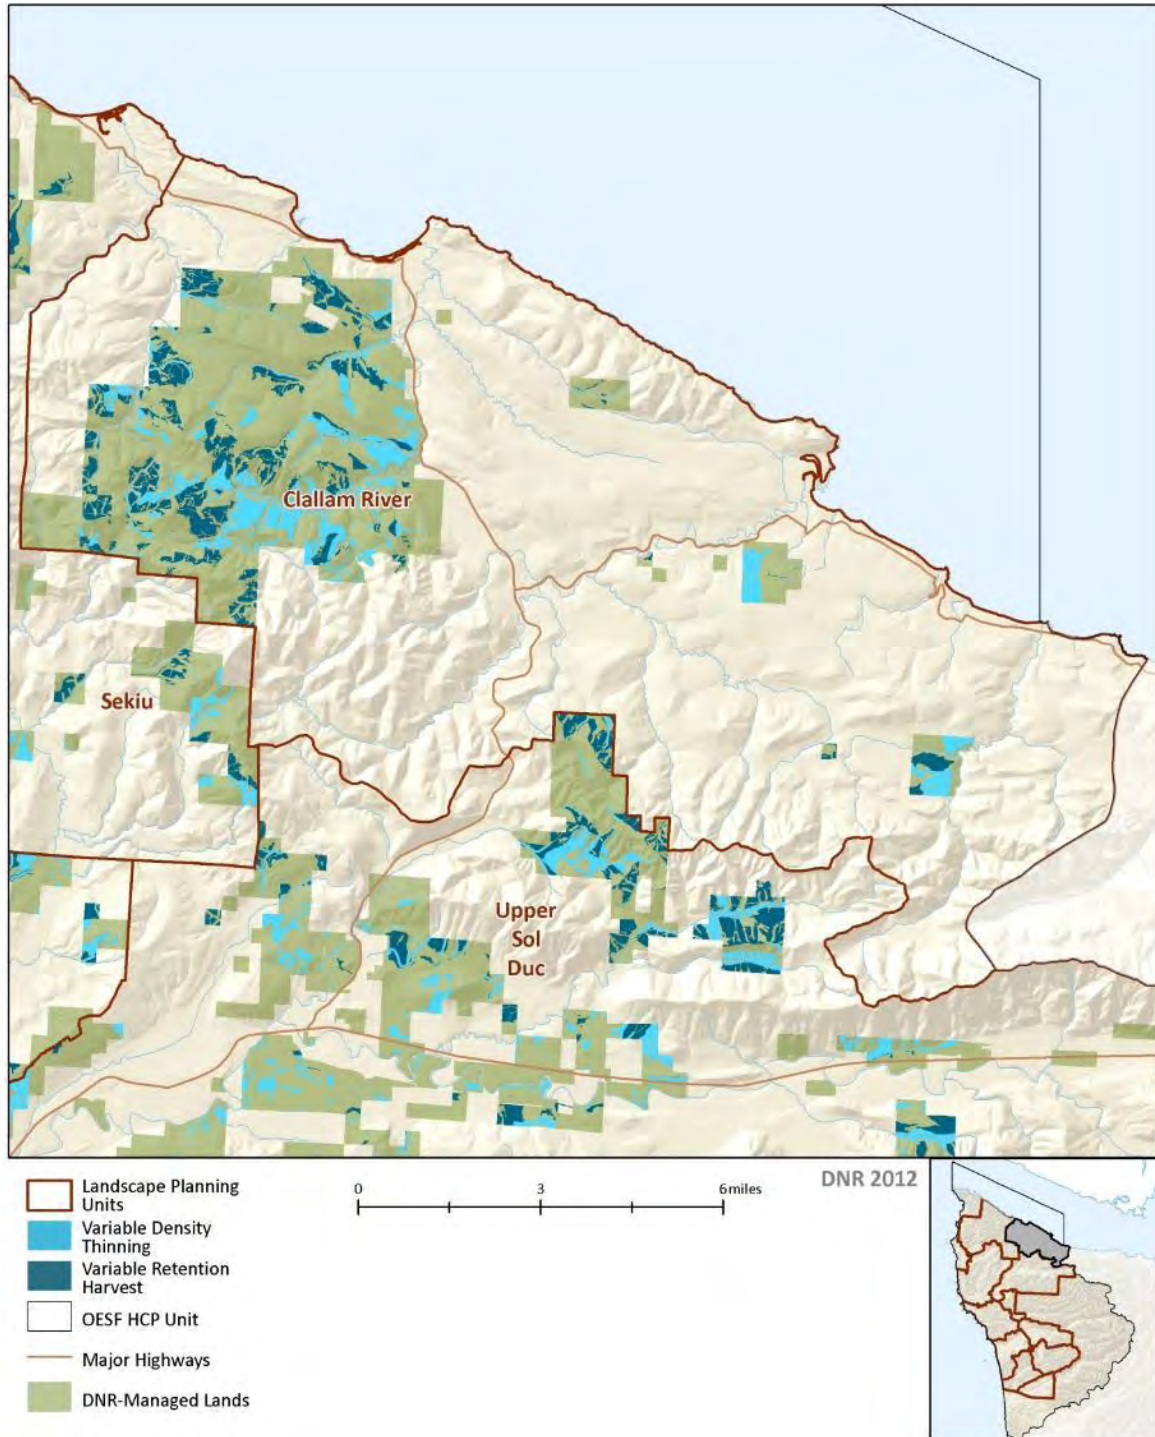 Clallam River
Sekiu
Upper
Sol
Duc
DNR 2012
Landscape Planning
Units
Variable Density
Thinning
Variable Retention
Harvest
OESF HCP Unit
Major Highways
DNR-Managed Lands
0 3 6 miles